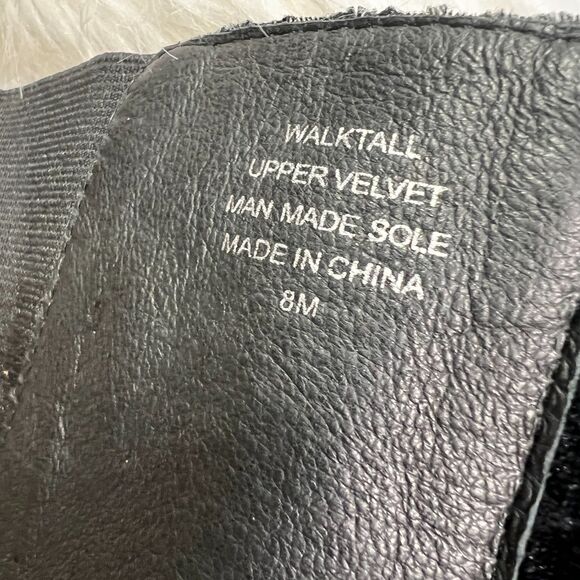 WALKTALL
UPPER VELVET
MAN MADE SOLE
MADE IN CHINA
8M